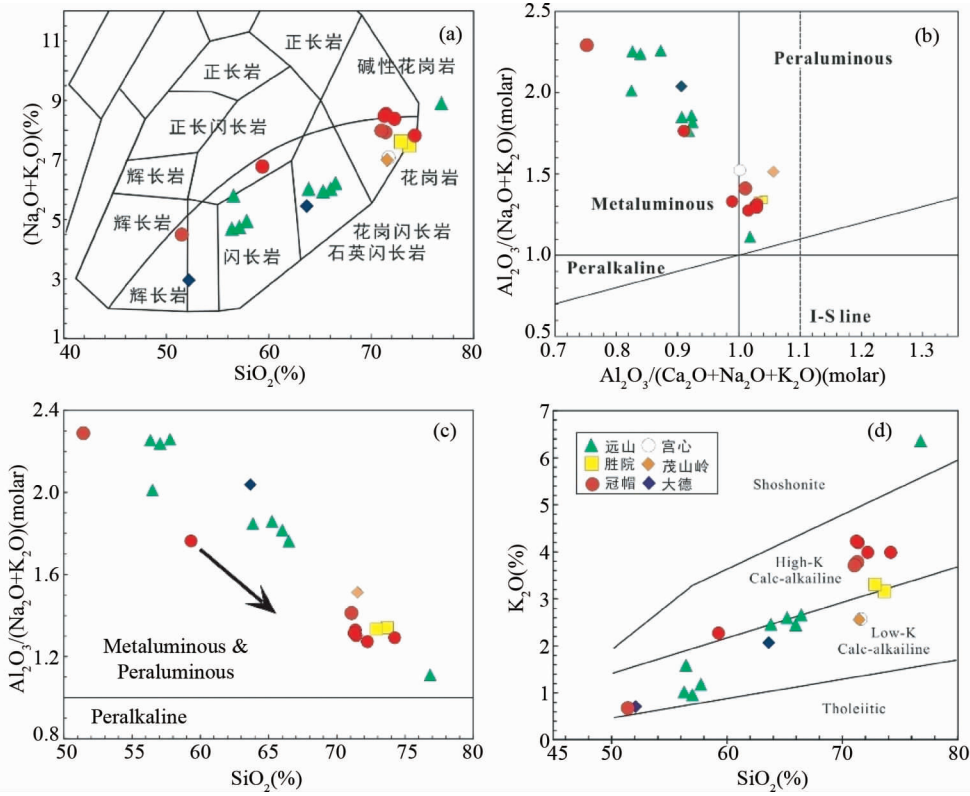 (a)
11
9
7
5
3
1
(Na2O+K2O)(%)
正长岩
正长岩
碱性花岗岩
正长岩
正长闪长岩
辉长岩
花岗岩
辉长岩
闪长岩
花岗闪长岩
石英闪长岩
辉长岩
40
50
60
70
80
SiO2(%)
(b)
2.5
2.0
1.5
1.0
0.5
Al2O3/(Na2O+K2O)(molar)
Peraluminous
Metaluminous
Peralkaline
I-S line
0.7
0.8
0.9
1.0
1.1
1.2
1.3
Al2O3/(Ca2O+Na2O+K2O)(molar)
(c)
2.4
2.0
1.6
1.2
0.8
Al2O3/(Na2O+K2O)(molar)
Metaluminous &
Peraluminous
Peralkaline
50
55
60
65
70
75
80
SiO2(%)
(d)
7
6
5
4
3
2
1
0
K2O(%)
远山
宫心
胜院
茂山岭
冠帽
大德
Shoshonite
High-K
Calc-alkailine
Low-K
Calc-alkailine
Tholeiitic
45
50
60
70
80
SiO2(%)